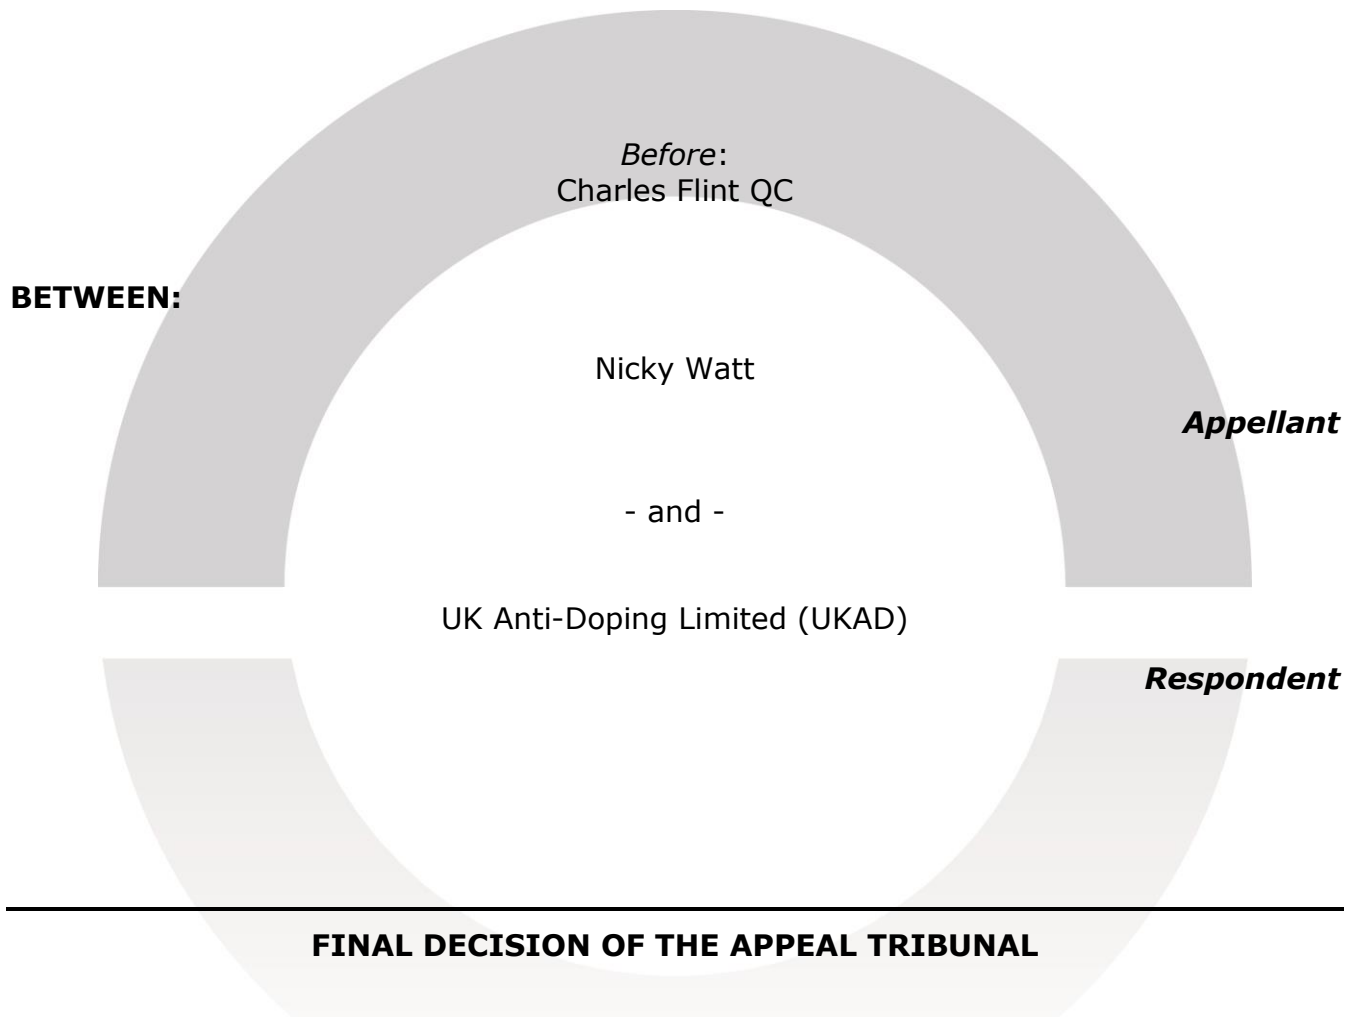 Before:
Charles Flint QC
BETWEEN:
Nicky Watt
Appellant
- and -
UK Anti-Doping Limited (UKAD)
Respondent
FINAL DECISION OF THE APPEAL TRIBUNAL